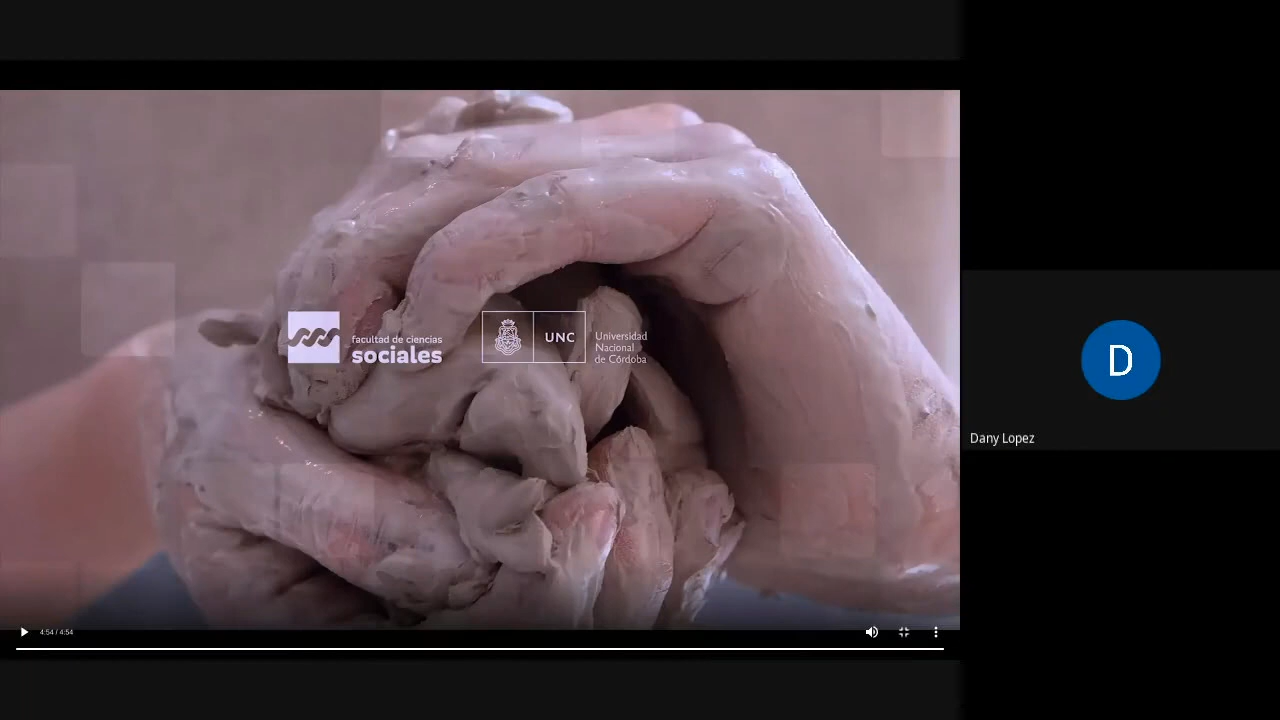 facultad de ciencias
sociales
UNC
Universidad
Nacional
de Córdoba
4:54 / 4:54
D
Dany Lopez